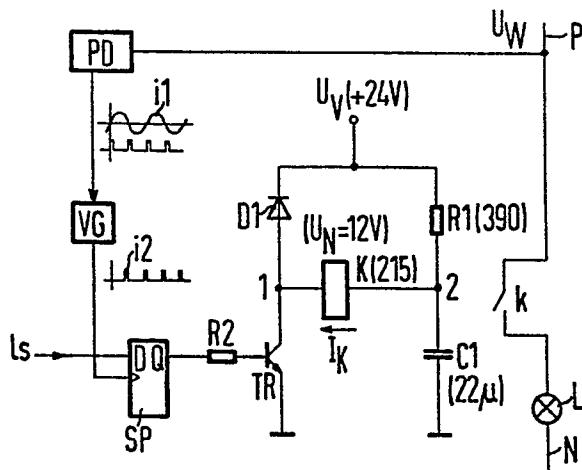 U_W
P
PD
U_V(+24V)
i1
D1
(U_N=12V)
R1(390)
VG
K(215)
k
i2
1
2
I_K
R2
ls
D Q
TR
C1
(22μ)
L
SP
N